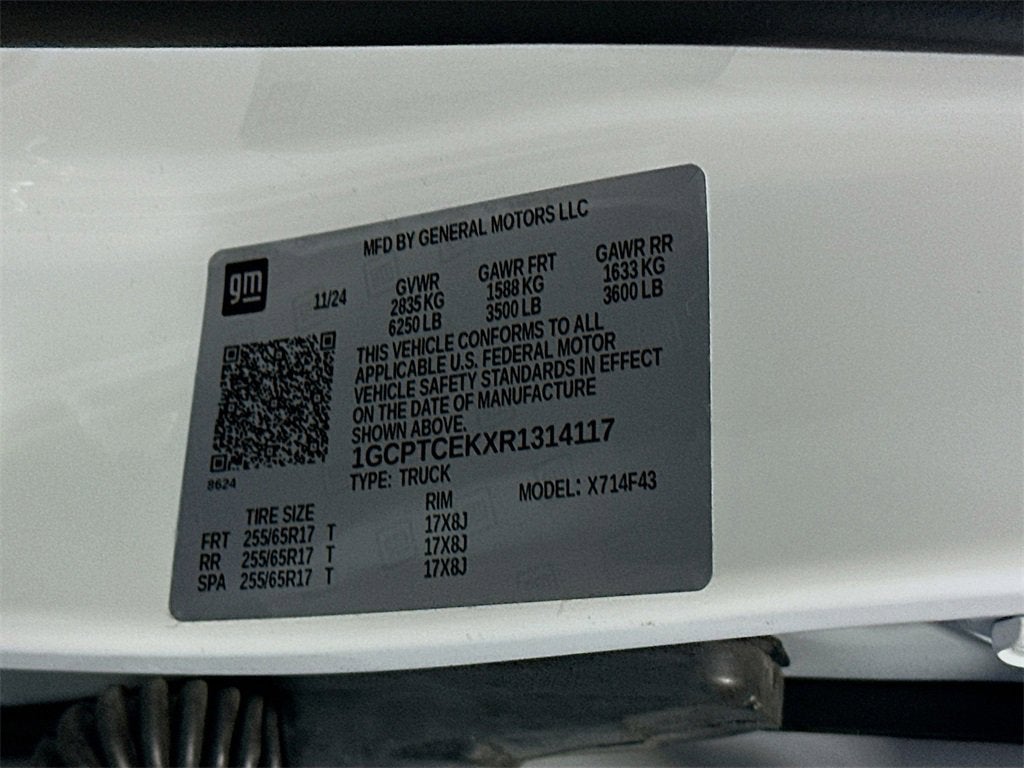 MFD BY GENERAL MOTORS LLC
gm
11/24
GVWR GAWR FRT GAWR RR
2835 KG 1588 KG 1633 KG
6250 LB 3500 LB 3600 LB
THIS VEHICLE CONFORMS TO ALL
APPLICABLE U.S. FEDERAL MOTOR
VEHICLE SAFETY STANDARDS IN EFFECT
ON THE DATE OF MANUFACTURE
SHOWN ABOVE.
1GCPTCEKXR1314117
8624
TYPE: TRUCK MODEL: X714F43
TIRE SIZE RIM
FRT 255/65R17 T 17X8J
RR 255/65R17 T 17X8J
SPA 255/65R17 T 17X8J